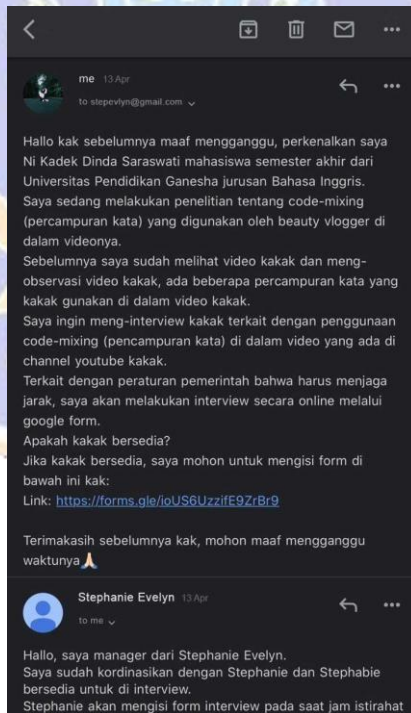 me 13 Apr
to stepevlyn@gmail.com
Hallo kak sebelumnya maaf mengganggu, perkenalkan saya
Ni Kadek Dinda Saraswati mahasiswa semester akhir dari
Universitas Pendidikan Ganesha jurusan Bahasa Inggris.
Saya sedang melakukan penelitian tentang code-mixing
(percampuran kata) yang digunakan oleh beauty vlogger di
dalam videonya.
Sebelumnya saya sudah melihat video kakak dan meng-
observasi video kakak, ada beberapa percampuran kata yang
kakak gunakan di dalam video kakak.
Saya ingin meng-interview kakak terkait dengan penggunaan
code-mixing (pencampuran kata) di dalam video yang ada di
channel youtube kakak.
Terkait dengan peraturan pemerintah bahwa harus menjaga
jarak, saya akan melakukan interview secara online melalui
google form.
Apakah kakak bersedia?
Jika kakak bersedia, saya mohon untuk mengisi form di
bawah ini kak:
Link: https://forms.gle/ioUS6UzzifE9ZrBr9
Terimakasih sebelumnya kak, mohon maaf mengganggu
waktunya🙏🏻
Stephanie Evelyn 13 Apr
to me
Hallo, saya manager dari Stephanie Evelyn.
Saya sudah kordinasikan dengan Stephanie dan Stephabie
bersedia untuk di interview.
Stephanie akan mengisi form interview pada saat jam istirahat